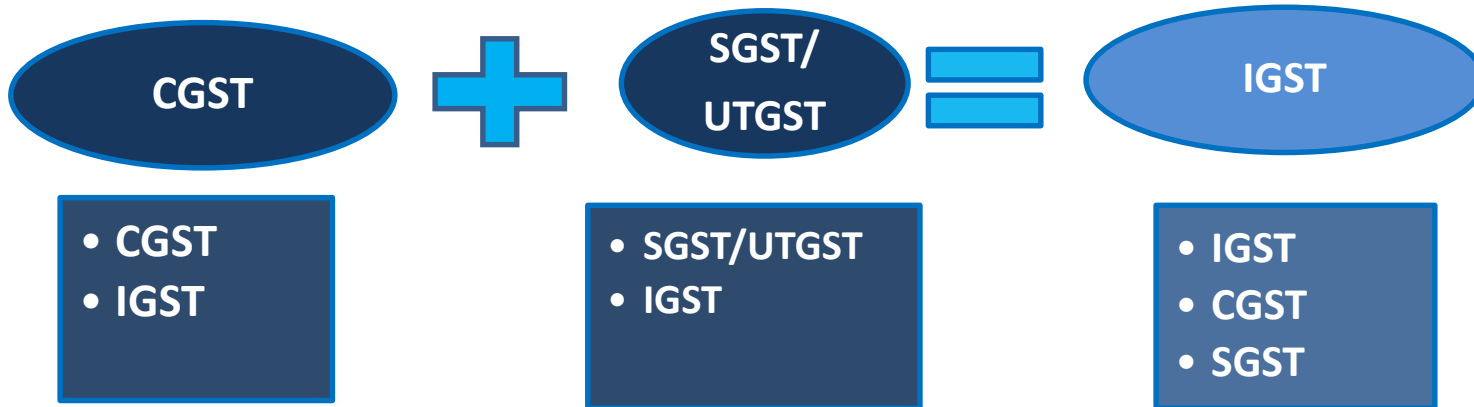 CGST
SGST/
UTGST
IGST
• CGST
• IGST
• SGST/UTGST
• IGST
• IGST
• CGST
• SGST